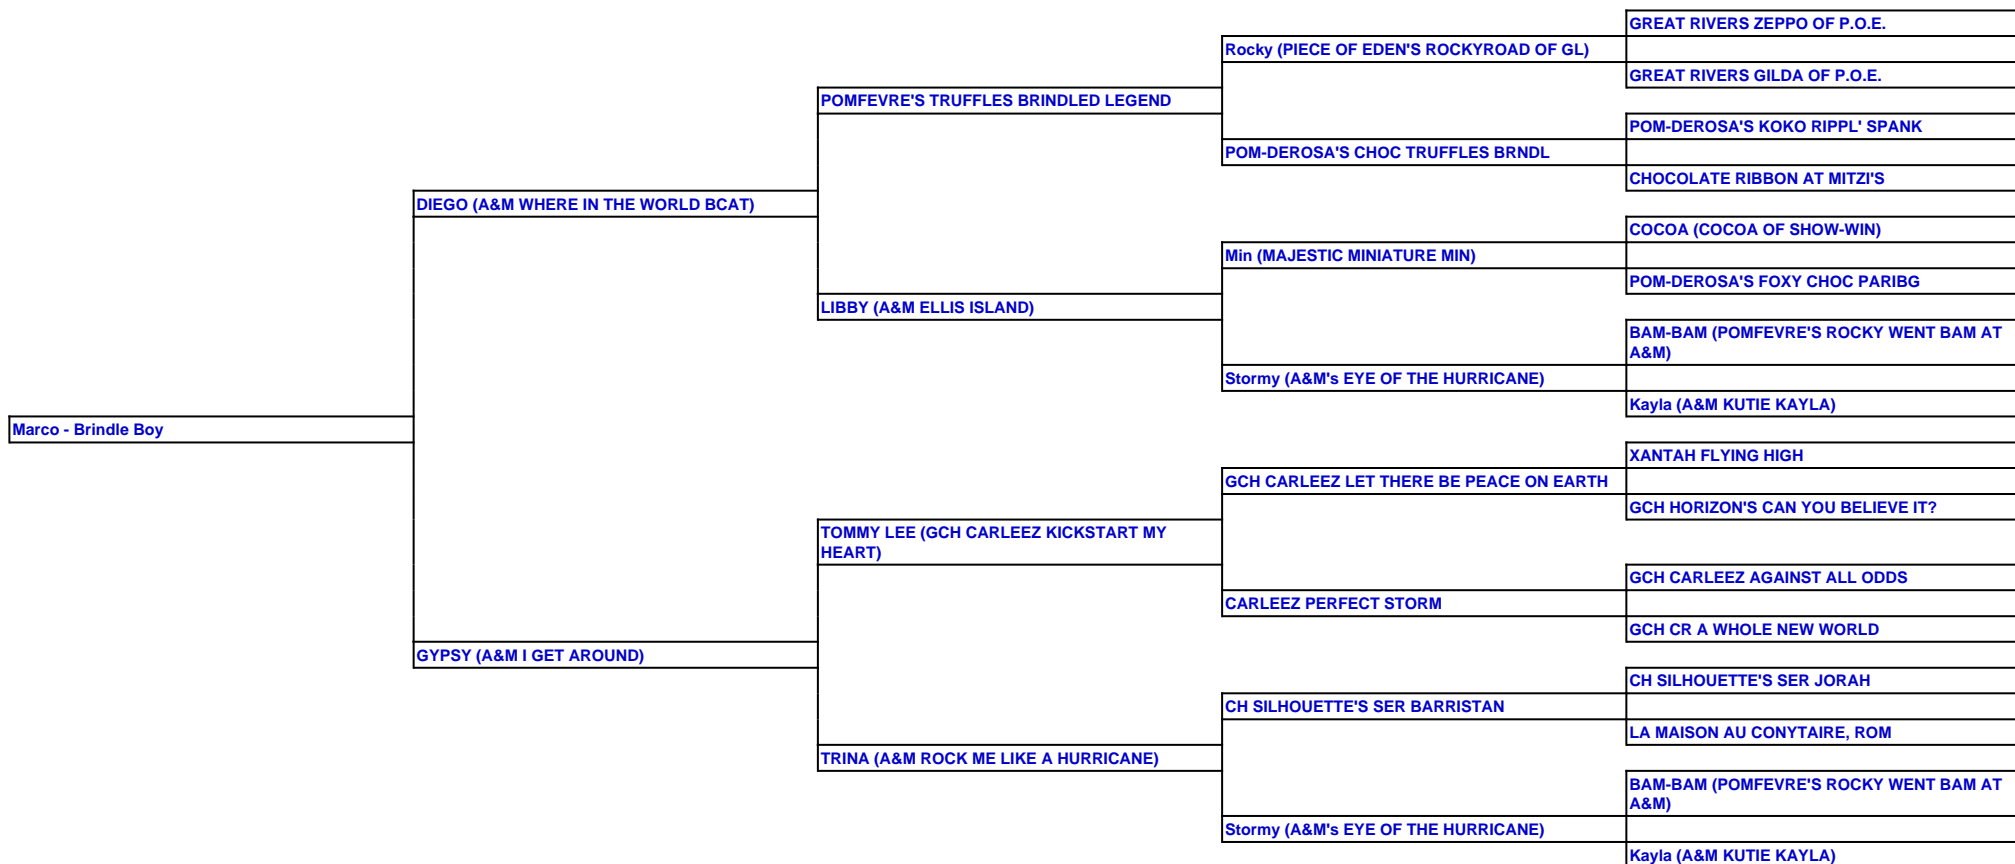 GREAT RIVERS ZEPPO OF P.O.E.
Rocky (PIECE OF EDEN'S ROCKYROAD OF GL)
GREAT RIVERS GILDA OF P.O.E.
POMFEVRE'S TRUFFLES BRINDLED LEGEND
POM-DEROSA'S KOKO RIPPL' SPANK
POM-DEROSA'S CHOC TRUFFLES BRNDL
CHOCOLATE RIBBON AT MITZI'S
DIEGO (A&M WHERE IN THE WORLD BCAT)
COCOA (COCOA OF SHOW-WIN)
Min (MAJESTIC MINIATURE MIN)
POM-DEROSA'S FOXY CHOC PARIBG
LIBBY (A&M ELLIS ISLAND)
BAM-BAM (POMFEVRE'S ROCKY WENT BAM AT
A&M)
Stormy (A&M's EYE OF THE HURRICANE)
Kayla (A&M KUTIE KAYLA)
Marco - Brindle Boy
XANTAH FLYING HIGH
GCH CARLEEZ LET THERE BE PEACE ON EARTH
GCH HORIZON'S CAN YOU BELIEVE IT?
TOMMY LEE (GCH CARLEEZ KICKSTART MY
HEART)
GCH CARLEEZ AGAINST ALL ODDS
CARLEEZ PERFECT STORM
GCH CR A WHOLE NEW WORLD
GYPSY (A&M I GET AROUND)
CH SILHOUETTE'S SER JORAH
CH SILHOUETTE'S SER BARRISTAN
LA MAISON AU CONYTAIRE, ROM
TRINA (A&M ROCK ME LIKE A HURRICANE)
BAM-BAM (POMFEVRE'S ROCKY WENT BAM AT
A&M)
Stormy (A&M's EYE OF THE HURRICANE)
Kayla (A&M KUTIE KAYLA)